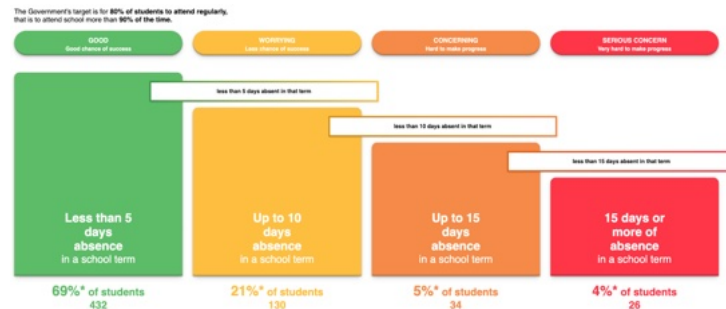 The Government's target is for 80% of students to attend regularly,
that is to attend school more than 90% of the time.
GOOD
Good chance of success
WORRYING
Less chance of success
CONCERNING
Hard to make progress
SERIOUS CONCERN
Very hard to make progress
less than 5 days absent in that term
less than 10 days absent in that term
less than 15 days absent in that term
Less than 5
days
absence
in a school term
Up to 10
days
absence
in a school term
Up to 15
days
absence
in a school term
15 days or
more of
absence
in a school term
69%* of students
432
21%* of students
130
5%* of students
34
4%* of students
26